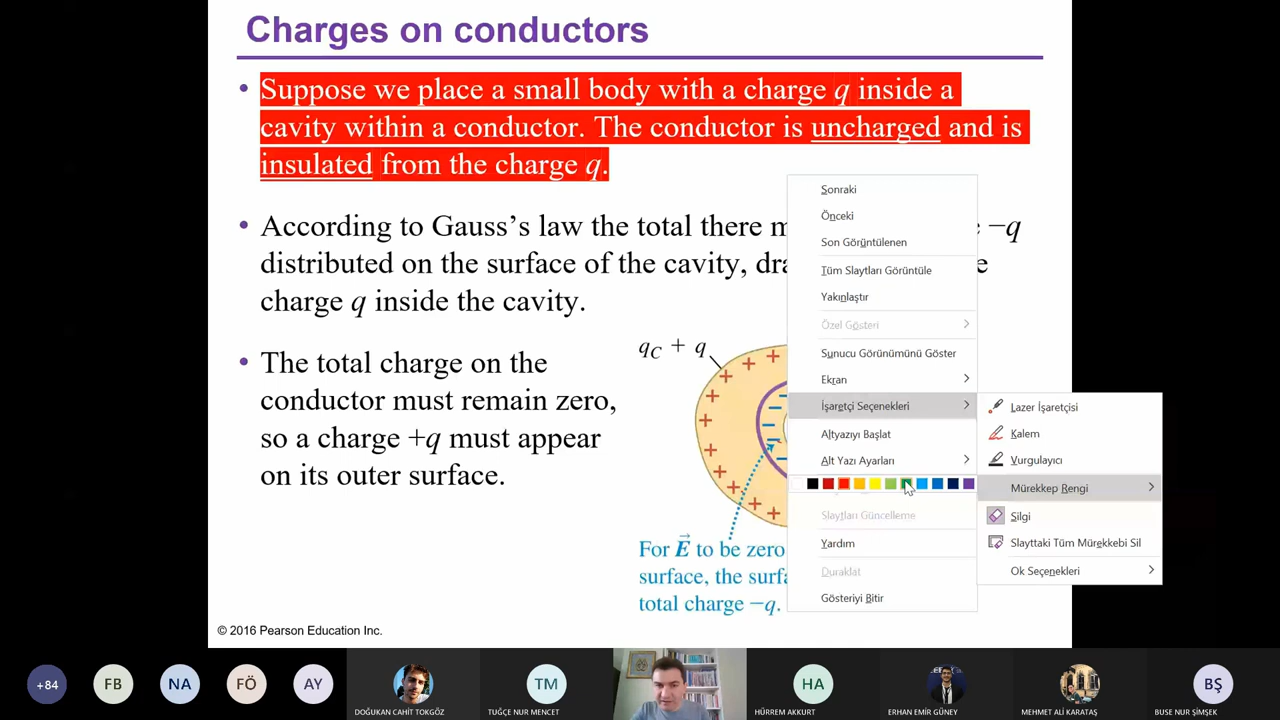 Charges on conductors
• Suppose we place a small body with a charge q inside a
cavity within a conductor. The conductor is uncharged and is
insulated from the charge q.
• According to Gauss's law the total there −q
distributed on the surface of the cavity,
charge q inside the cavity.
• The total charge on the
conductor must remain zero,
so a charge +q must appear
on its outer surface.
qC + q
For E⃗ to be zero
surface, the
total charge −q.
© 2016 Pearson Education Inc.
Sonraki
Önceki
Son Görüntülenen
Tüm Slaytları Görüntüle
Yakınlaştır
Özel Gösteri
Sunucu Görünümünü Göster
Ekran
İşaretçi Seçenekleri
Altyazıyı Başlat
Alt Yazı Ayarları
Slaytları Güncelleme
Yardım
Duraklat
Gösteriyi Bitir
Lazer İşaretçisi
Kalem
Vurgulayıcı
Mürekkep Rengi
Silgi
Slayttaki Tüm Mürekkebi Sil
Ok Seçenekleri
+84 FB NA FÖ AY TM HA BŞ
DOĞUKAN CAHİT TOKGÖZ TUĞÇE NUR MENCET HÜRREM AKKURT ERHAN EMİR GÜNEY MEHMET ALİ KARATAŞ BUSE NUR ŞİMŞEK